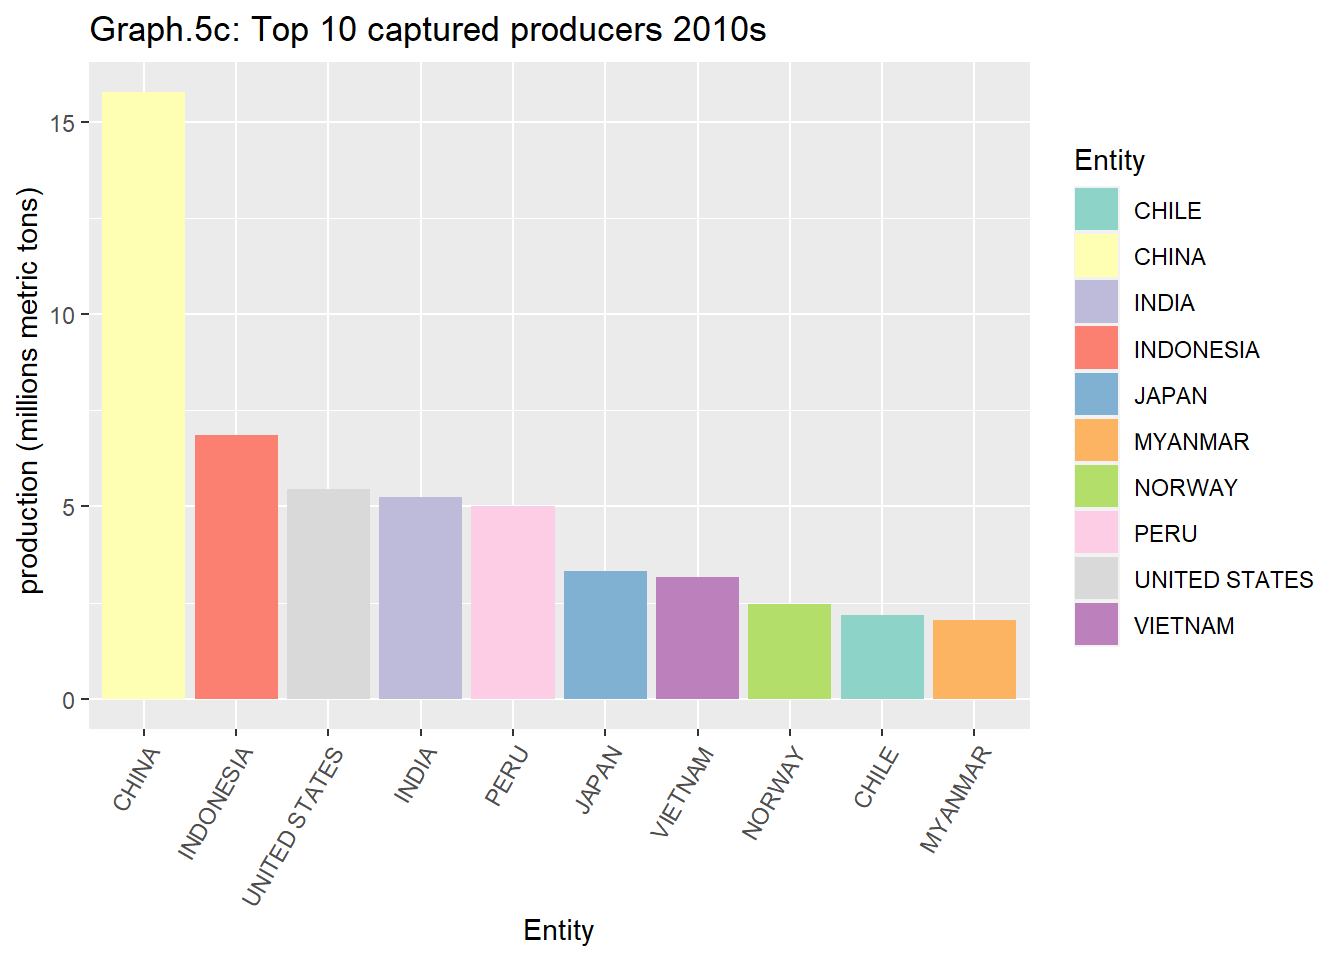 Graph.5c: Top 10 captured producers 2010s
production (millions metric tons)
15
10
5
0
CHINA
INDONESIA
UNITED STATES
INDIA
PERU
JAPAN
VIETNAM
NORWAY
CHILE
MYANMAR
Entity
Entity
CHILE
CHINA
INDIA
INDONESIA
JAPAN
MYANMAR
NORWAY
PERU
UNITED STATES
VIETNAM